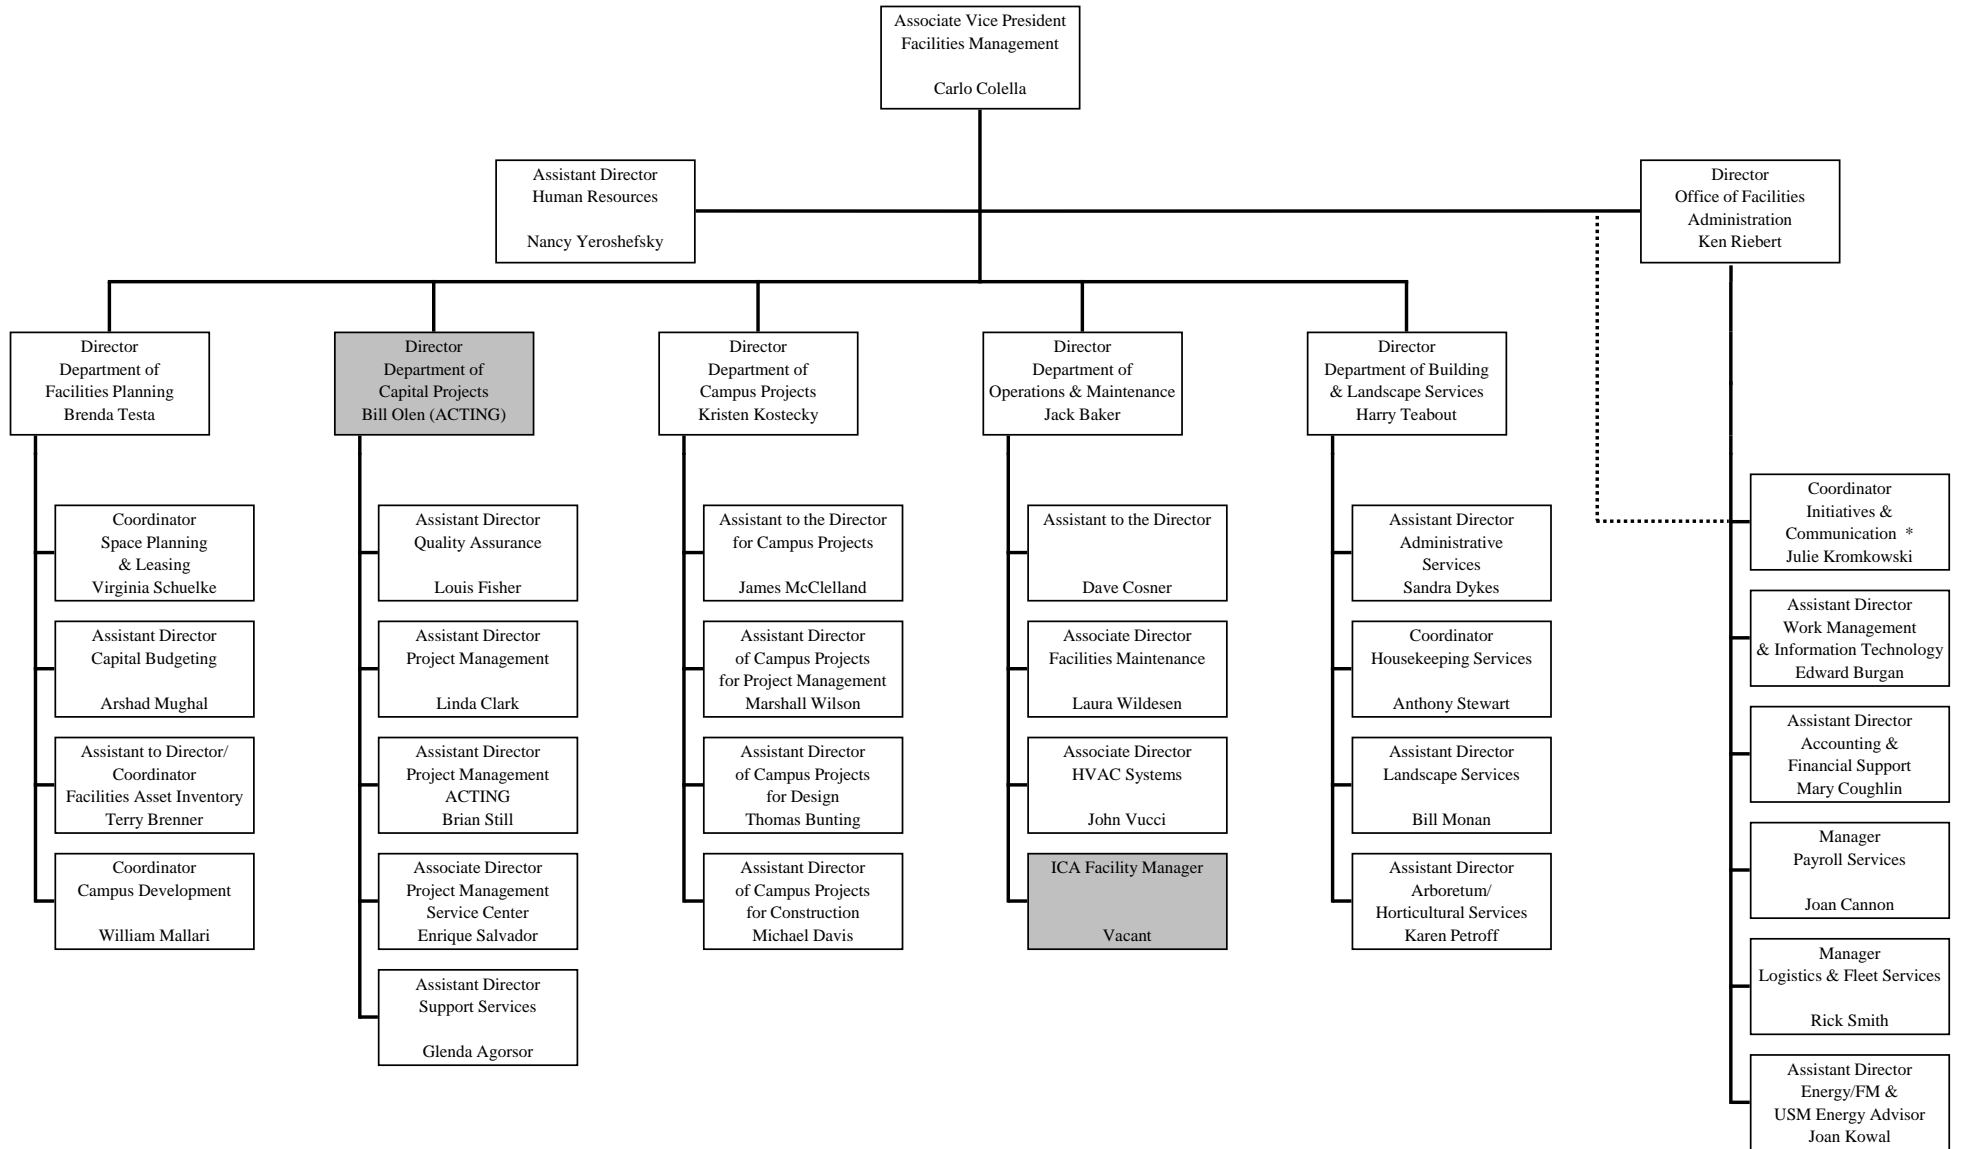 Associate Vice President
Facilities Management
Carlo Colella
Assistant Director
Human Resources
Nancy Yeroshefsky
Director
Office of Facilities
Administration
Ken Riebert
Director
Department of
Facilities Planning
Brenda Testa
Director
Department of
Capital Projects
Bill Olen (ACTING)
Director
Department of
Campus Projects
Kristen Kostecky
Director
Department of
Operations & Maintenance
Jack Baker
Director
Department of Building
& Landscape Services
Harry Teabout
Coordinator
Space Planning
& Leasing
Virginia Schuelke
Assistant Director
Capital Budgeting
Arshad Mughal
Assistant to Director/
Coordinator
Facilities Asset Inventory
Terry Brenner
Coordinator
Campus Development
William Mallari
Assistant Director
Quality Assurance
Louis Fisher
Assistant Director
Project Management
Linda Clark
Assistant Director
Project Management
ACTING
Brian Still
Associate Director
Project Management
Service Center
Enrique Salvador
Assistant Director
Support Services
Glenda Agorsor
Assistant to the Director
for Campus Projects
James McClelland
Assistant Director
of Campus Projects
for Project Management
Marshall Wilson
Assistant Director
of Campus Projects
for Design
Thomas Bunting
Assistant Director
of Campus Projects
for Construction
Michael Davis
Assistant to the Director
Dave Cosner
Associate Director
Facilities Maintenance
Laura Wildesen
Associate Director
HVAC Systems
John Vucci
ICA Facility Manager
Vacant
Assistant Director
Administrative
Services
Sandra Dykes
Coordinator
Housekeeping Services
Anthony Stewart
Assistant Director
Landscape Services
Bill Monan
Assistant Director
Arboretum/
Horticultural Services
Karen Petroff
Coordinator
Initiatives &
Communication *
Julie Kromkowski
Assistant Director
Work Management
& Information Technology
Edward Burgan
Assistant Director
Accounting &
Financial Support
Mary Coughlin
Manager
Payroll Services
Joan Cannon
Manager
Logistics & Fleet Services
Rick Smith
Assistant Director
Energy/FM &
USM Energy Advisor
Joan Kowal